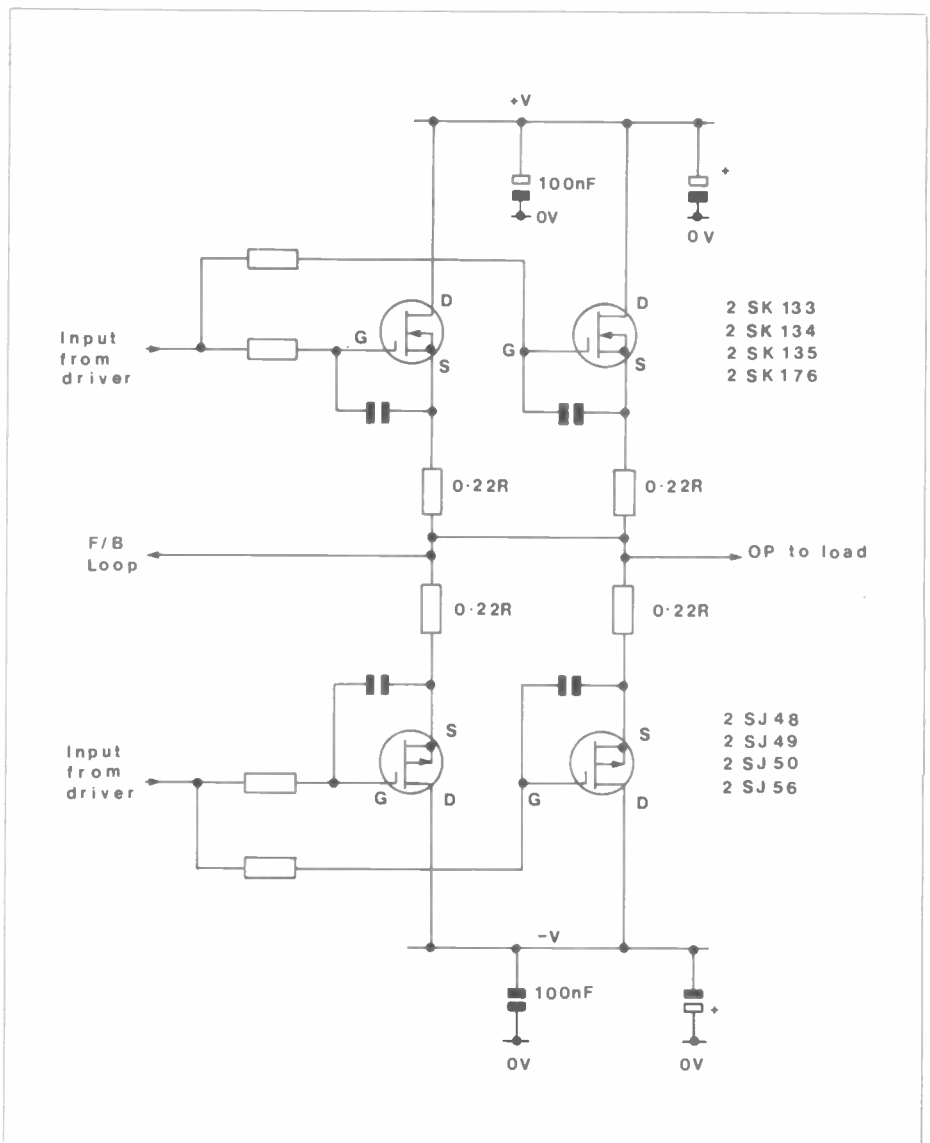 +V
100nF
+
0V
0V
D
D
2 SK 133
2 SK 134
2 SK 135
2 SK 176
Input
from
driver
G
S
G
S
0·22R
0·22R
F/B
Loop
OP to load
0·22R
0·22R
2 SJ 48
2 SJ 49
2 SJ 50
2 SJ 56
S
S
Input
from
driver
G
D
G
D
-V
100nF
+
0V
0V